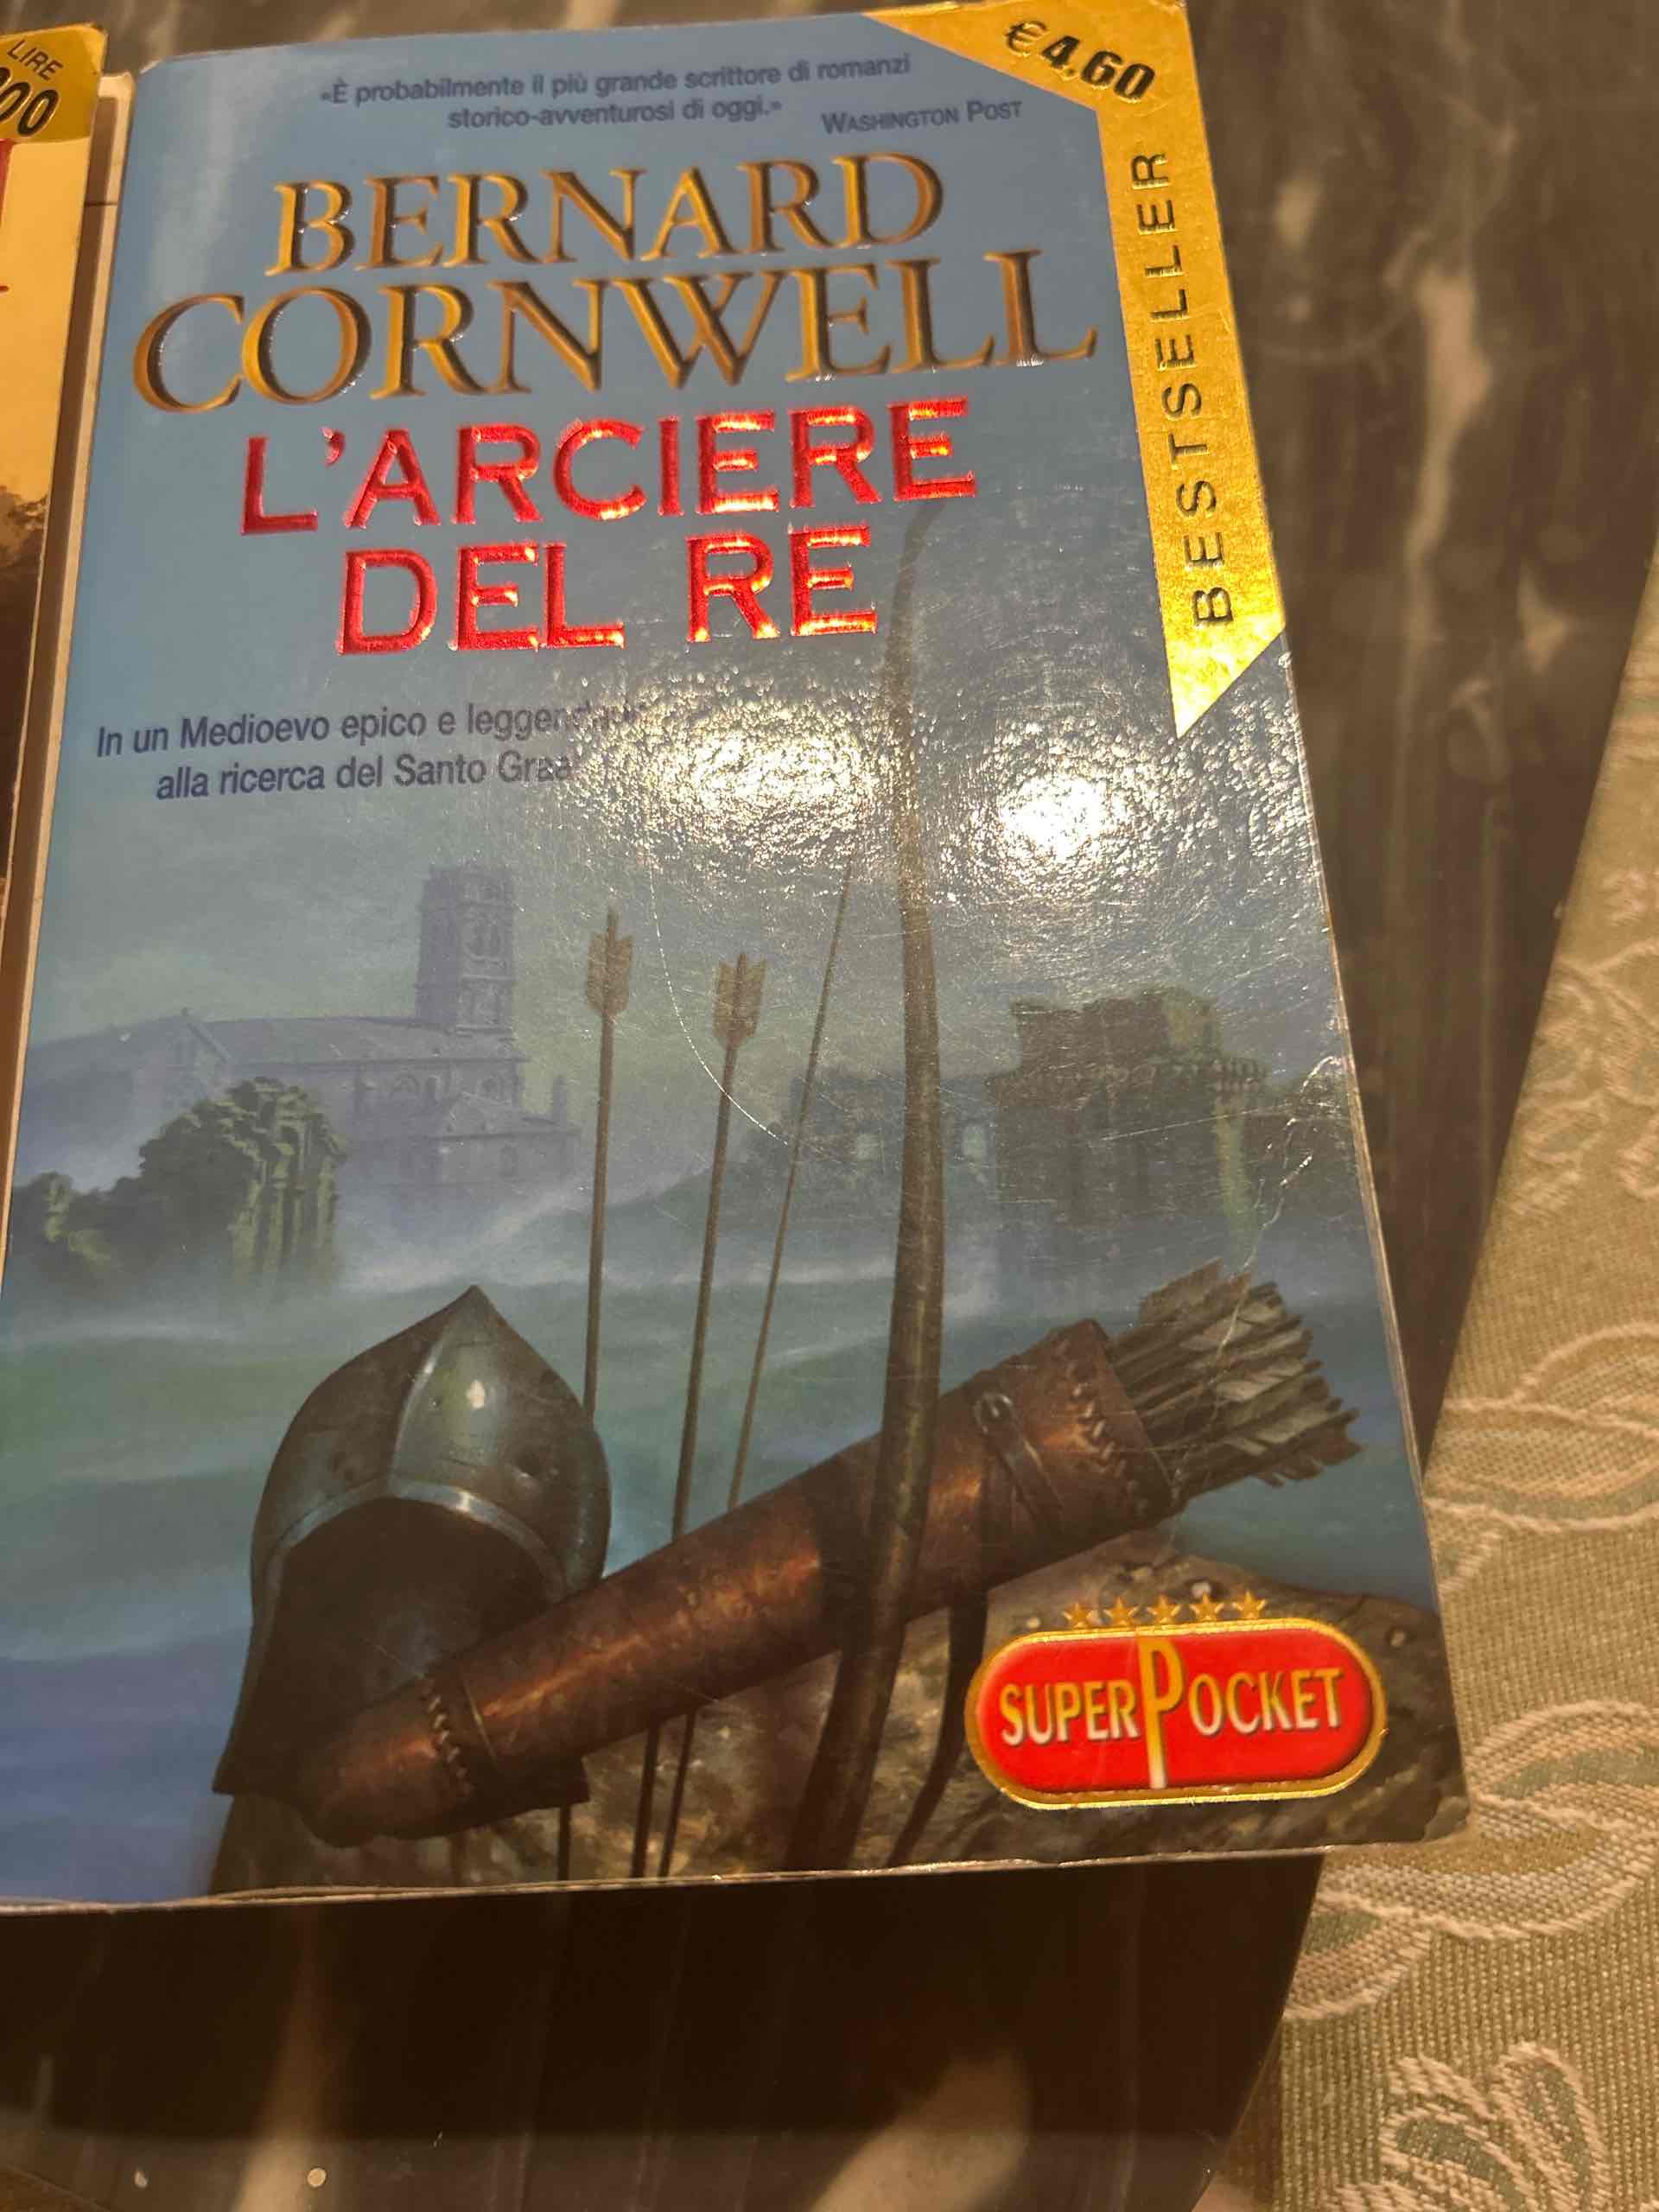 LIRE
00
€4,60
«È probabilmente il più grande scrittore di romanzi
storico-avventurosi di oggi.»
WASHINGTON POST
BERNARD
CORNWELL
L'ARCIERE
DEL RE
BESTSELLER
In un Medioevo epico e
alla ricerca del Santo
SUPERPOCKET